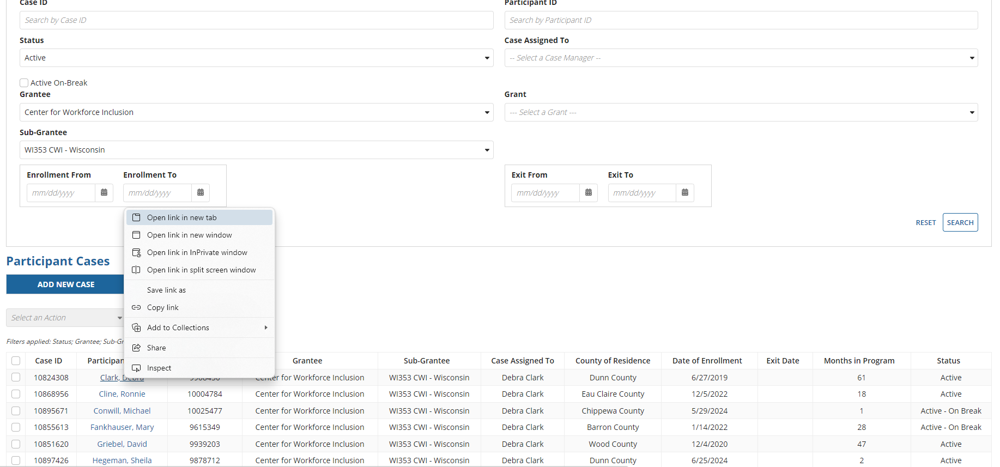 Case ID
Participant ID
Search by Case ID
Search by Participant ID
Status
Case Assigned To
Active
-- Select a Case Manager --
Active On-Break
Grantee
Grant
Center for Workforce Inclusion
--- Select a Grant ---
Sub-Grantee
WI353 CWI - Wisconsin
Enrollment From Enrollment To
Exit From Exit To
mm/dd/yyyy mm/dd/yyyy
mm/dd/yyyy mm/dd/yyyy
Open link in new tab
Open link in new window
Open link in InPrivate window
Open link in split screen window
Save link as
Copy link
Add to Collections
Share
Inspect
RESET SEARCH
Participant Cases
ADD NEW CASE
Select an Action
Filters applied: Status; Grantee; Sub-Gr
Case ID Participan Grantee Sub-Grantee Case Assigned To County of Residence Date of Enrollment Exit Date Months in Program Status
10824308 Clark, Debra Center for Workforce Inclusion WI353 CWI - Wisconsin Debra Clark Dunn County 6/27/2019 61 Active
10868956 Cline, Ronnie 10004784 Center for Workforce Inclusion WI353 CWI - Wisconsin Debra Clark Eau Claire County 12/5/2022 18 Active
10895671 Conwill, Michael 10025477 Center for Workforce Inclusion WI353 CWI - Wisconsin Debra Clark Chippewa County 5/29/2024 1 Active - On Break
10855613 Fankhauser, Mary 9615349 Center for Workforce Inclusion WI353 CWI - Wisconsin Debra Clark Barron County 1/14/2022 28 Active - On Break
10851620 Griebel, David 9939203 Center for Workforce Inclusion WI353 CWI - Wisconsin Debra Clark Wood County 12/4/2020 47 Active
10897426 Hegeman, Sheila 9878712 Center for Workforce Inclusion WI353 CWI - Wisconsin Debra Clark Dunn County 6/25/2024 2 Active